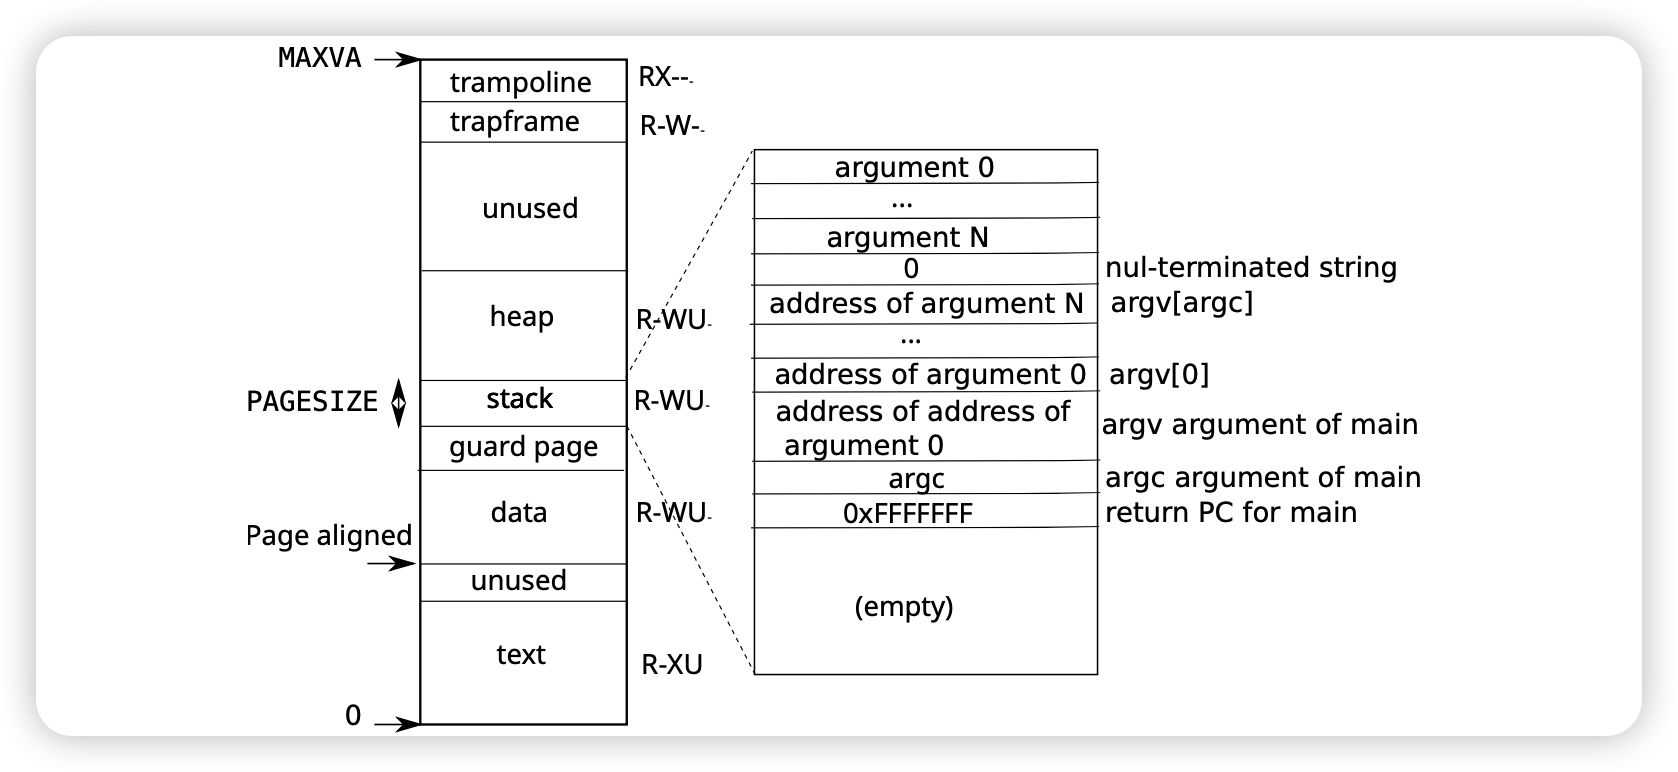 MAXVA
trampoline
RX---
trapframe
R-W--
unused
heap
R-WU-
PAGESIZE
stack
R-WU-
guard page
data
R-WU-
Page aligned
unused
text
R-XU
0
argument 0
...
argument N
0
nul-terminated string
address of argument N
argv[argc]
...
address of argument 0
argv[0]
address of address of
argument 0
argv argument of main
argc
argc argument of main
0xFFFFFFF
return PC for main
(empty)